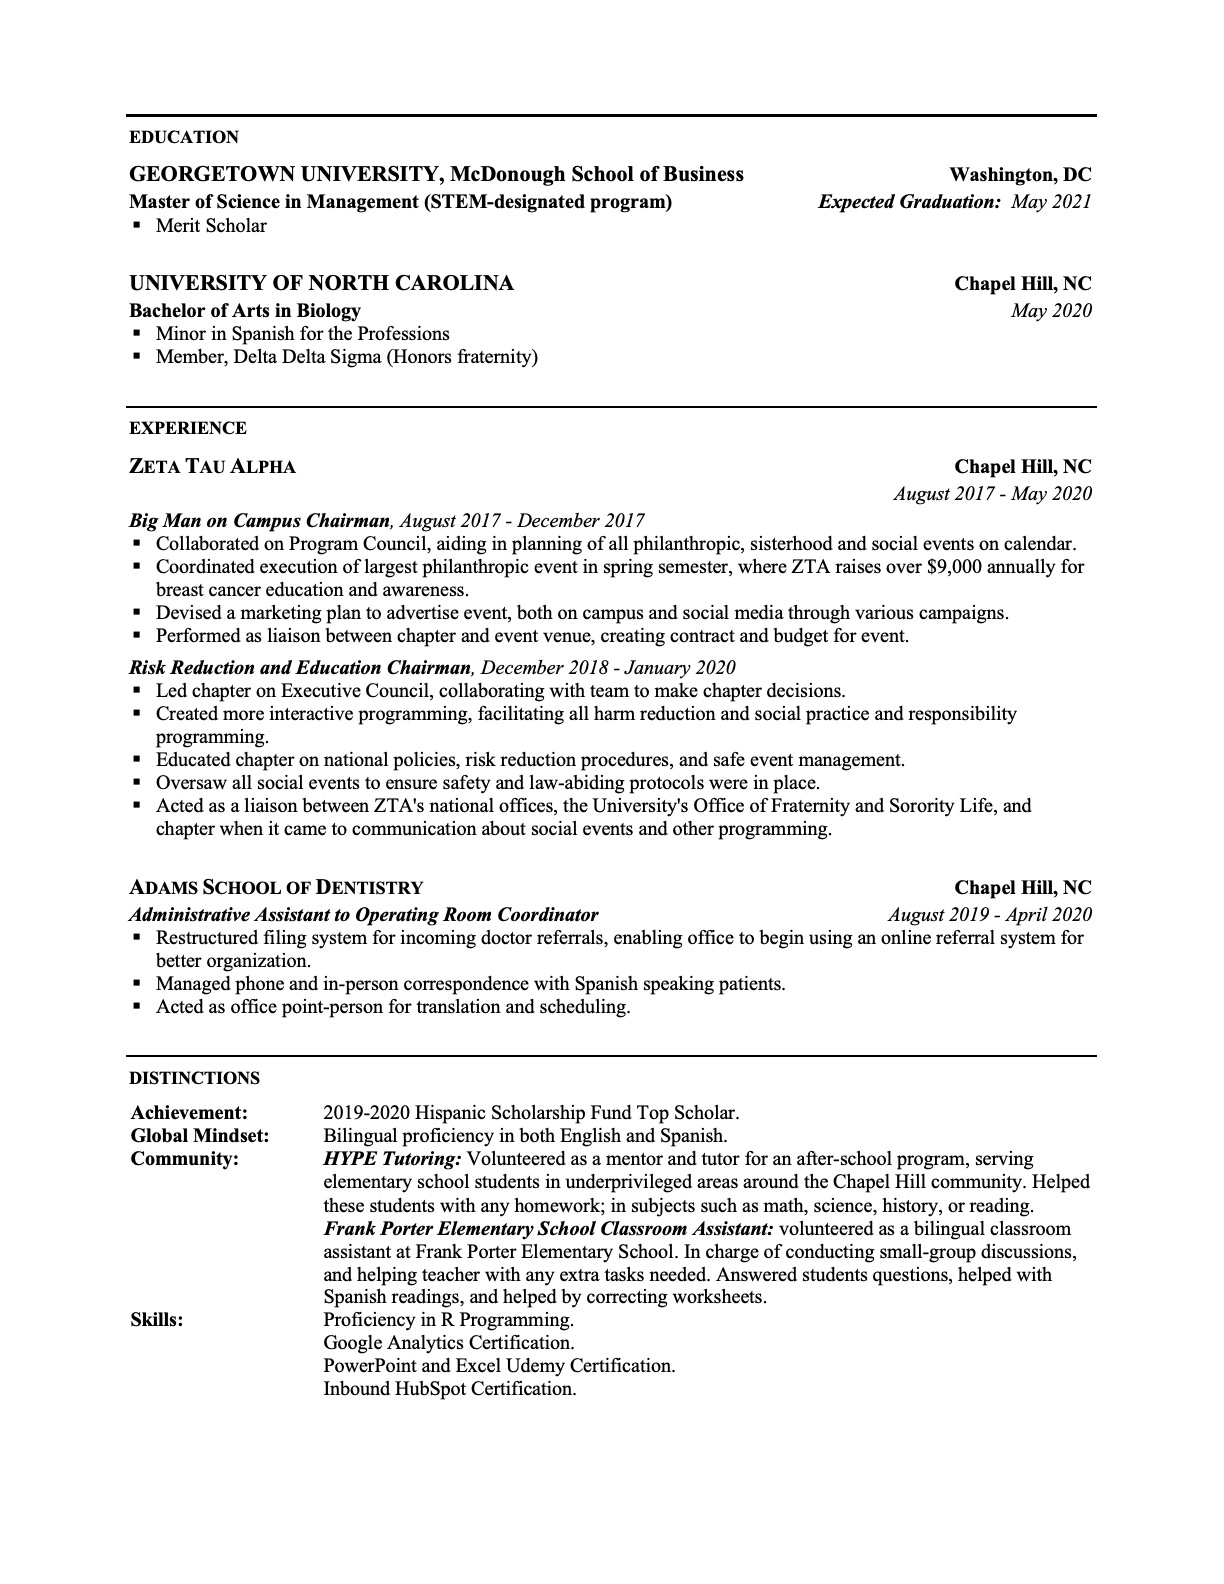 EDUCATION
GEORGETOWN UNIVERSITY, McDonough School of Business Washington, DC
Master of Science in Management (STEM-designated program) Expected Graduation: May 2021
▪ Merit Scholar
UNIVERSITY OF NORTH CAROLINA Chapel Hill, NC
Bachelor of Arts in Biology May 2020
▪ Minor in Spanish for the Professions
▪ Member, Delta Delta Sigma (Honors fraternity)
EXPERIENCE
ZETA TAU ALPHA Chapel Hill, NC
August 2017 - May 2020
Big Man on Campus Chairman, August 2017 - December 2017
▪ Collaborated on Program Council, aiding in planning of all philanthropic, sisterhood and social events on calendar.
▪ Coordinated execution of largest philanthropic event in spring semester, where ZTA raises over $9,000 annually for
breast cancer education and awareness.
▪ Devised a marketing plan to advertise event, both on campus and social media through various campaigns.
▪ Performed as liaison between chapter and event venue, creating contract and budget for event.
Risk Reduction and Education Chairman, December 2018 - January 2020
▪ Led chapter on Executive Council, collaborating with team to make chapter decisions.
▪ Created more interactive programming, facilitating all harm reduction and social practice and responsibility
programming.
▪ Educated chapter on national policies, risk reduction procedures, and safe event management.
▪ Oversaw all social events to ensure safety and law-abiding protocols were in place.
▪ Acted as a liaison between ZTA's national offices, the University's Office of Fraternity and Sorority Life, and
chapter when it came to communication about social events and other programming.
ADAMS SCHOOL OF DENTISTRY Chapel Hill, NC
Administrative Assistant to Operating Room Coordinator August 2019 - April 2020
▪ Restructured filing system for incoming doctor referrals, enabling office to begin using an online referral system for
better organization.
▪ Managed phone and in-person correspondence with Spanish speaking patients.
▪ Acted as office point-person for translation and scheduling.
DISTINCTIONS
Achievement: 2019-2020 Hispanic Scholarship Fund Top Scholar.
Global Mindset: Bilingual proficiency in both English and Spanish.
Community: HYPE Tutoring: Volunteered as a mentor and tutor for an after-school program, serving
elementary school students in underprivileged areas around the Chapel Hill community. Helped
these students with any homework; in subjects such as math, science, history, or reading.
Frank Porter Elementary School Classroom Assistant: volunteered as a bilingual classroom
assistant at Frank Porter Elementary School. In charge of conducting small-group discussions,
and helping teacher with any extra tasks needed. Answered students questions, helped with
Spanish readings, and helped by correcting worksheets.
Skills: Proficiency in R Programming.
Google Analytics Certification.
PowerPoint and Excel Udemy Certification.
Inbound HubSpot Certification.